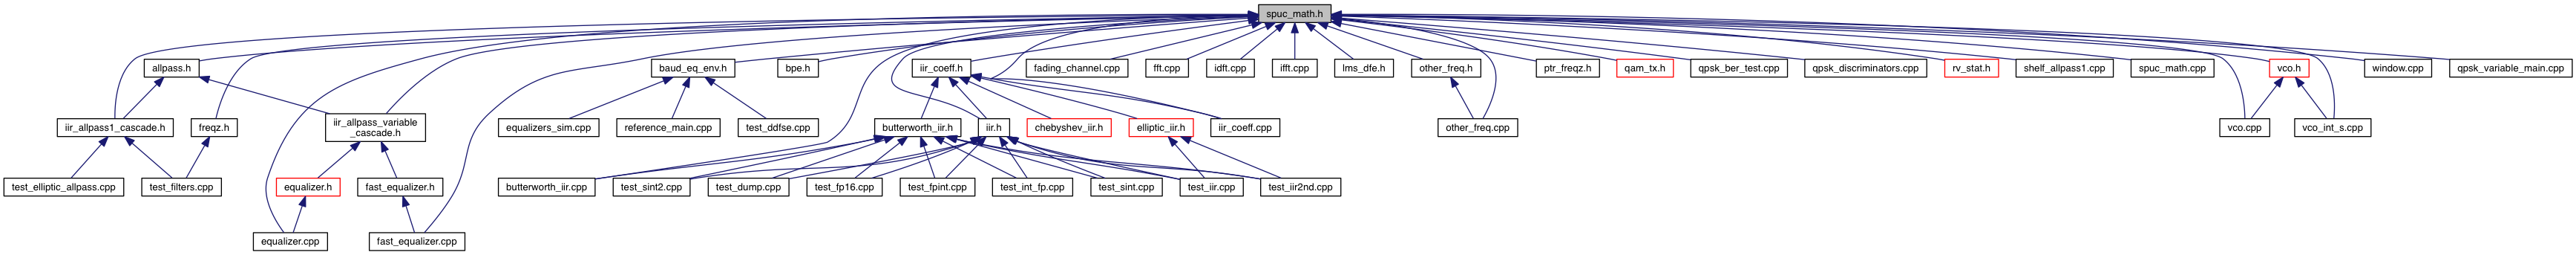 spuc_math.h
allpass.h
baud_eq_env.h
bpe.h
iir_coeff.h
fading_channel.cpp
fft.cpp
idft.cpp
ifft.cpp
lms_dfe.h
other_freq.h
ptr_freqz.h
qam_tx.h
qpsk_ber_test.cpp
qpsk_discriminators.cpp
rv_stat.h
shelf_allpass1.cpp
spuc_math.cpp
vco.h
window.cpp
qpsk_variable_main.cpp
iir_allpass1_cascade.h
freqz.h
iir_allpass_variable
_cascade.h
equalizers_sim.cpp
reference_main.cpp
test_ddfse.cpp
butterworth_iir.h
iir.h
chebyshev_iir.h
elliptic_iir.h
iir_coeff.cpp
other_freq.cpp
vco.cpp
vco_int_s.cpp
test_elliptic_allpass.cpp
test_filters.cpp
equalizer.h
fast_equalizer.h
butterworth_iir.cpp
test_sint2.cpp
test_dump.cpp
test_fp16.cpp
test_fpint.cpp
test_int_fp.cpp
test_sint.cpp
test_iir.cpp
test_iir2nd.cpp
equalizer.cpp
fast_equalizer.cpp